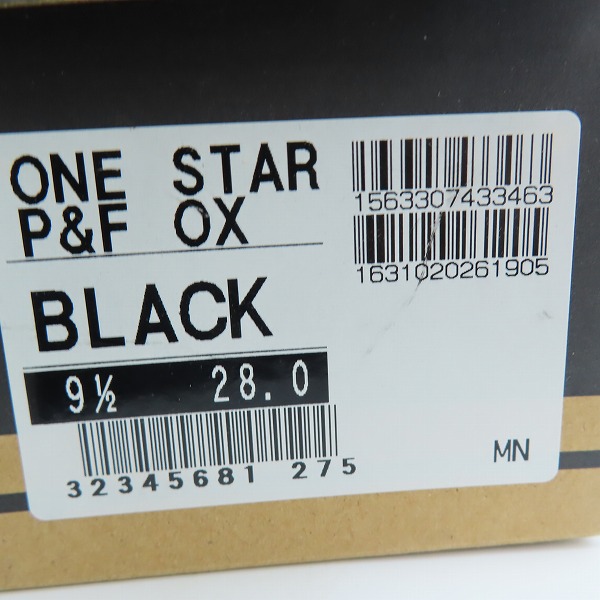 ONE STAR
P&F OX
BLACK
9½ 28.0
32345681 275
1563307433463
1631020261905
MN